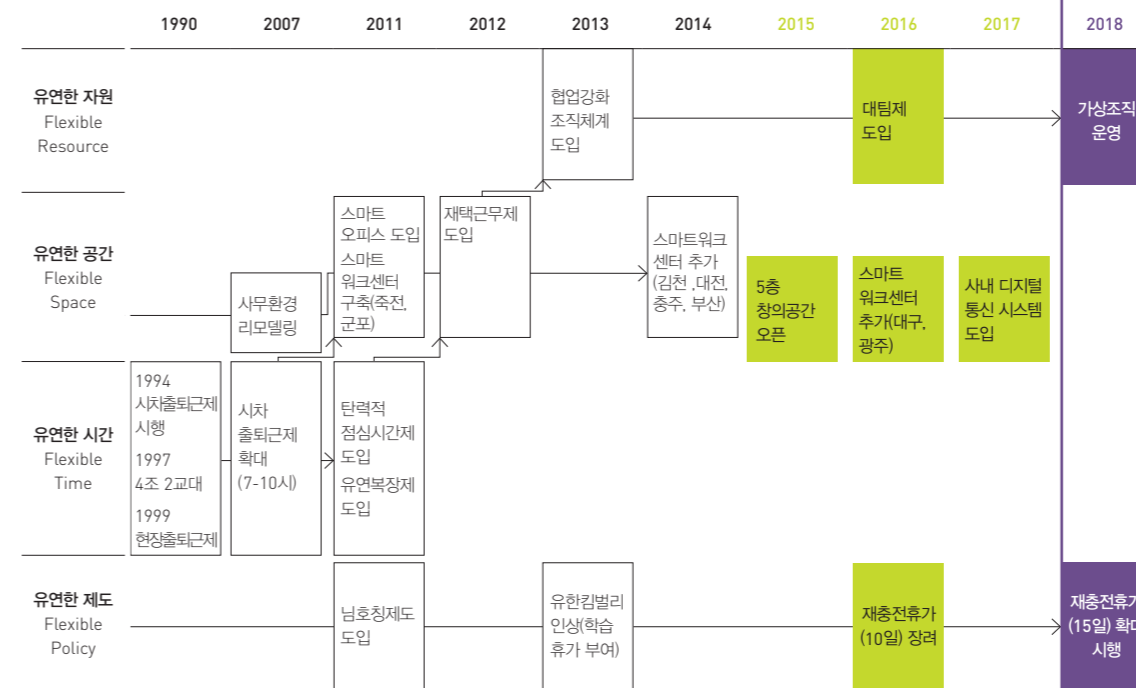 1990 2007 2011 2012 2013 2014 2015 2016 2017 2018
유연한 자원
Flexible
Resource
협업강화
조직체계
도입
대팀제
도입
가상조직
운영
유연한 공간
Flexible
Space
사무환경
리모델링
스마트
오피스 도입
스마트
워크센터
구축(죽전,
군포)
재택근무제
도입
스마트워크
센터 추가
(김천 ,대전,
충주, 부산)
5층
창의공간
오픈
스마트
워크센터
추가(대구,
광주)
사내 디지털
통신 시스템
도입
유연한 시간
Flexible
Time
1994
시차출퇴근제
시행
1997
4조 2교대
1999
현장출퇴근제
시차
출퇴근제
확대
(7-10시)
탄력적
점심시간제
도입
유연복장제
도입
유연한 제도
Flexible
Policy
님호칭제도
도입
유한킴벌리
인상(학습
휴가 부여)
재충전휴가
(10일) 장려
재충전휴가
(15일) 확대
시행